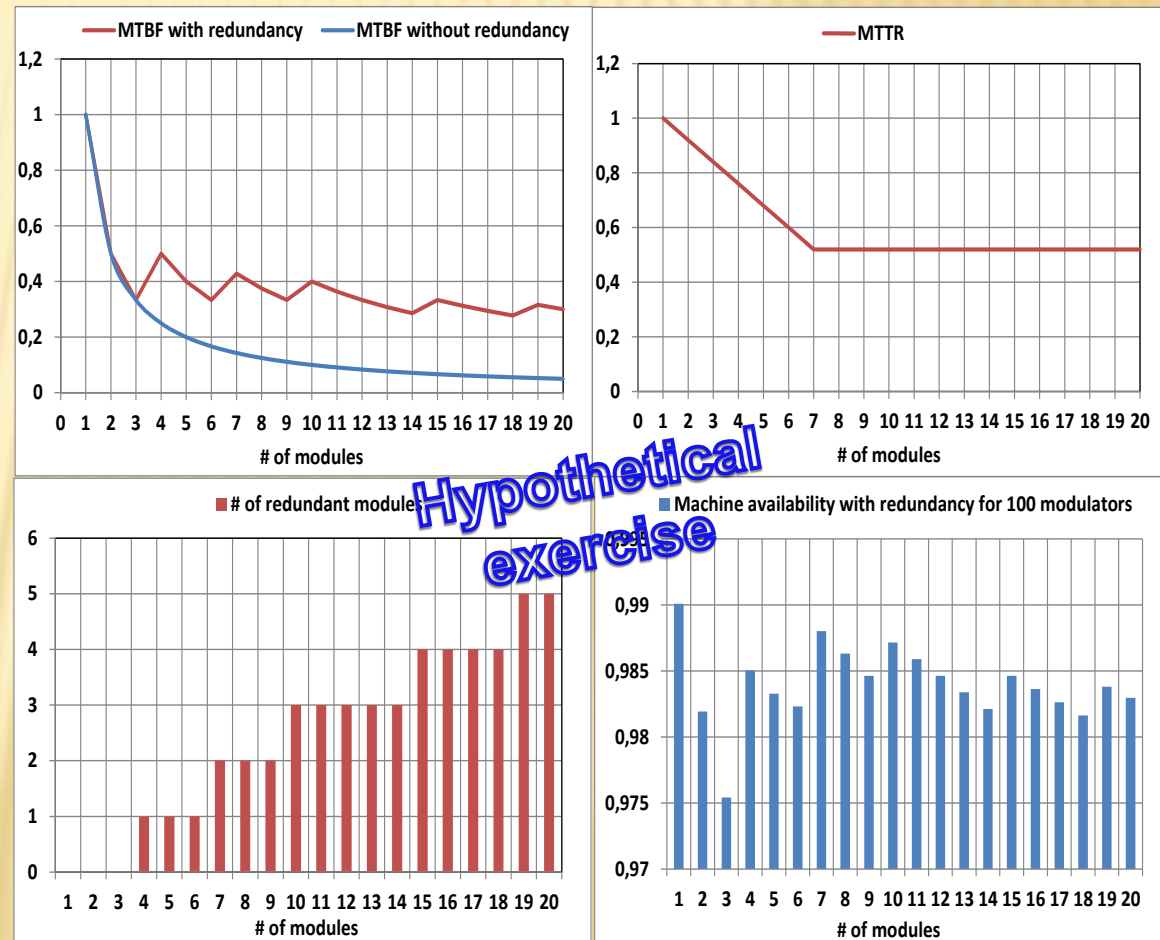 MTBF with redundancy MTBF without redundancy
1,2
1
0,8
0,6
0,4
0,2
0
0 1 2 3 4 5 6 7 8 9 10 11 12 13 14 15 16 17 18 19 20
# of modules
MTTR
1,2
1
0,8
0,6
0,4
0,2
0
0 1 2 3 4 5 6 7 8 9 10 11 12 13 14 15 16 17 18 19 20
# of modules
Hypothetical
exercise
# of redundant modules
6
5
4
3
2
1
0
1 2 3 4 5 6 7 8 9 10 11 12 13 14 15 16 17 18 19 20
# of modules
Machine availability with redundancy for 100 modulators
0,995
0,99
0,985
0,98
0,975
0,97
1 2 3 4 5 6 7 8 9 10 11 12 13 14 15 16 17 18 19 20
# of modules